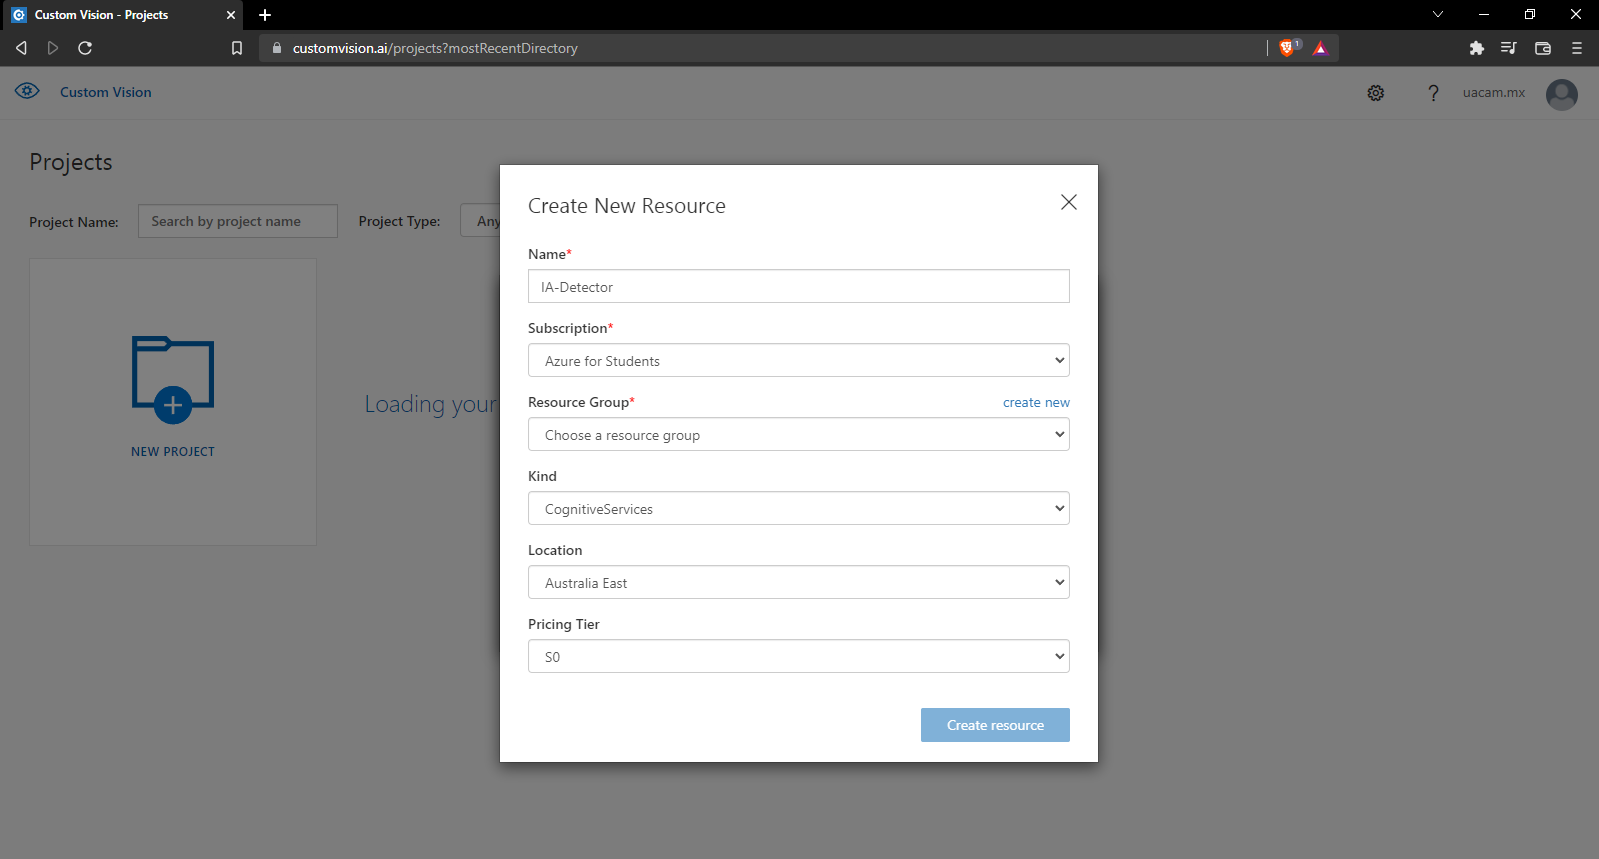 Custom Vision - Projects
customvision.ai/projects?mostRecentDirectory
1
Custom Vision
?
uacam.mx
Projects
Project Name:
Search by project name
Project Type:
Any
NEW PROJECT
Loading your
Create New Resource
Name*
IA-Detector
Subscription*
Azure for Students
Resource Group*
create new
Choose a resource group
Kind
CognitiveServices
Location
Australia East
Pricing Tier
S0
Create resource